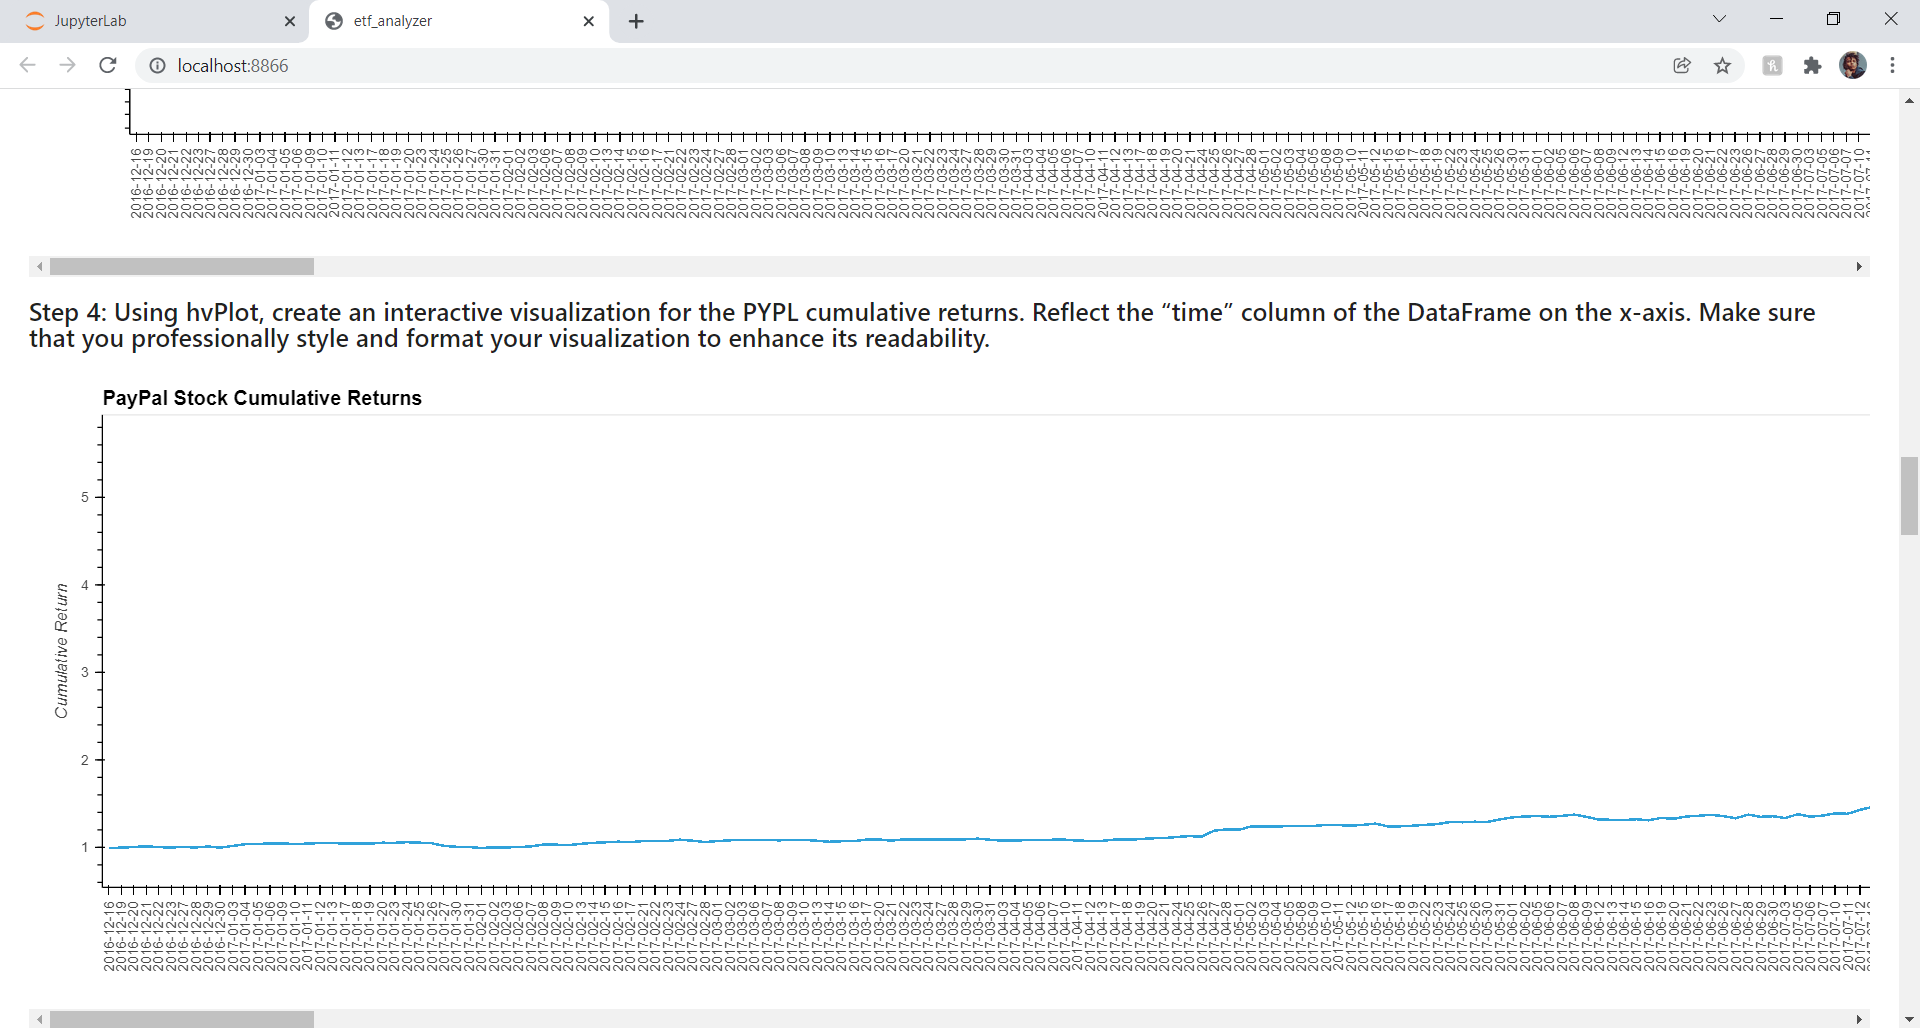 JupyterLab
etf_analyzer
localhost:8866
2016-12-16 2016-12-19 2016-12-20 2016-12-21 2016-12-22 2016-12-23 2016-12-27 2016-12-28 2016-12-29 2016-12-30 2017-01-03 2017-01-04 2017-01-05 2017-01-06 2017-01-09 2017-01-10 2017-01-11 2017-01-12 2017-01-13 2017-01-17 2017-01-18 2017-01-19 2017-01-20 2017-01-23 2017-01-24 2017-01-25 2017-01-26 2017-01-27 2017-01-30 2017-01-31 2017-02-01 2017-02-02 2017-02-03 2017-02-06 2017-02-07 2017-02-08 2017-02-09 2017-02-10 2017-02-13 2017-02-14 2017-02-15 2017-02-16 2017-02-17 2017-02-21 2017-02-22 2017-02-23 2017-02-24 2017-02-27 2017-02-28 2017-03-01 2017-03-02 2017-03-03 2017-03-06 2017-03-07 2017-03-08 2017-03-09 2017-03-10 2017-03-13 2017-03-14 2017-03-15 2017-03-16 2017-03-17 2017-03-20 2017-03-21 2017-03-22 2017-03-23 2017-03-24 2017-03-27 2017-03-28 2017-03-29 2017-03-30 2017-03-31 2017-04-03 2017-04-04 2017-04-05 2017-04-06 2017-04-07 2017-04-10 2017-04-11 2017-04-12 2017-04-13 2017-04-17 2017-04-18 2017-04-19 2017-04-20 2017-04-21 2017-04-24 2017-04-25 2017-04-26 2017-04-27 2017-04-28 2017-05-01 2017-05-02 2017-05-03 2017-05-04 2017-05-05 2017-05-08 2017-05-09 2017-05-10 2017-05-11 2017-05-12 2017-05-15 2017-05-16 2017-05-17 2017-05-18 2017-05-19 2017-05-22 2017-05-23 2017-05-24 2017-05-25 2017-05-26 2017-05-30 2017-05-31 2017-06-01 2017-06-02 2017-06-05 2017-06-06 2017-06-07 2017-06-08 2017-06-09 2017-06-12 2017-06-13 2017-06-14 2017-06-15 2017-06-16 2017-06-19 2017-06-20 2017-06-21 2017-06-22 2017-06-23 2017-06-26 2017-06-27 2017-06-28 2017-06-29 2017-06-30 2017-07-03 2017-07-05 2017-07-06 2017-07-07 2017-07-10
Step 4: Using hvPlot, create an interactive visualization for the PYPL cumulative returns. Reflect the “time” column of the DataFrame on the x-axis. Make sure
that you professionally style and format your visualization to enhance its readability.
PayPal Stock Cumulative Returns
Cumulative Return
5
4
3
2
1
2016-12-16 2016-12-19 2016-12-20 2016-12-21 2016-12-22 2016-12-23 2016-12-27 2016-12-28 2016-12-29 2016-12-30 2017-01-03 2017-01-04 2017-01-05 2017-01-06 2017-01-09 2017-01-10 2017-01-11 2017-01-12 2017-01-13 2017-01-17 2017-01-18 2017-01-19 2017-01-20 2017-01-23 2017-01-24 2017-01-25 2017-01-26 2017-01-27 2017-01-30 2017-01-31 2017-02-01 2017-02-02 2017-02-03 2017-02-06 2017-02-07 2017-02-08 2017-02-09 2017-02-10 2017-02-13 2017-02-14 2017-02-15 2017-02-16 2017-02-17 2017-02-21 2017-02-22 2017-02-23 2017-02-24 2017-02-27 2017-02-28 2017-03-01 2017-03-02 2017-03-03 2017-03-06 2017-03-07 2017-03-08 2017-03-09 2017-03-10 2017-03-13 2017-03-14 2017-03-15 2017-03-16 2017-03-17 2017-03-20 2017-03-21 2017-03-22 2017-03-23 2017-03-24 2017-03-27 2017-03-28 2017-03-29 2017-03-30 2017-03-31 2017-04-03 2017-04-04 2017-04-05 2017-04-06 2017-04-07 2017-04-10 2017-04-11 2017-04-12 2017-04-13 2017-04-17 2017-04-18 2017-04-19 2017-04-20 2017-04-21 2017-04-24 2017-04-25 2017-04-26 2017-04-27 2017-04-28 2017-05-01 2017-05-02 2017-05-03 2017-05-04 2017-05-05 2017-05-08 2017-05-09 2017-05-10 2017-05-11 2017-05-12 2017-05-15 2017-05-16 2017-05-17 2017-05-18 2017-05-19 2017-05-22 2017-05-23 2017-05-24 2017-05-25 2017-05-26 2017-05-30 2017-05-31 2017-06-01 2017-06-02 2017-06-05 2017-06-06 2017-06-07 2017-06-08 2017-06-09 2017-06-12 2017-06-13 2017-06-14 2017-06-15 2017-06-16 2017-06-19 2017-06-20 2017-06-21 2017-06-22 2017-06-23 2017-06-26 2017-06-27 2017-06-28 2017-06-29 2017-06-30 2017-07-03 2017-07-05 2017-07-06 2017-07-07 2017-07-10 2017-07-11 2017-07-12